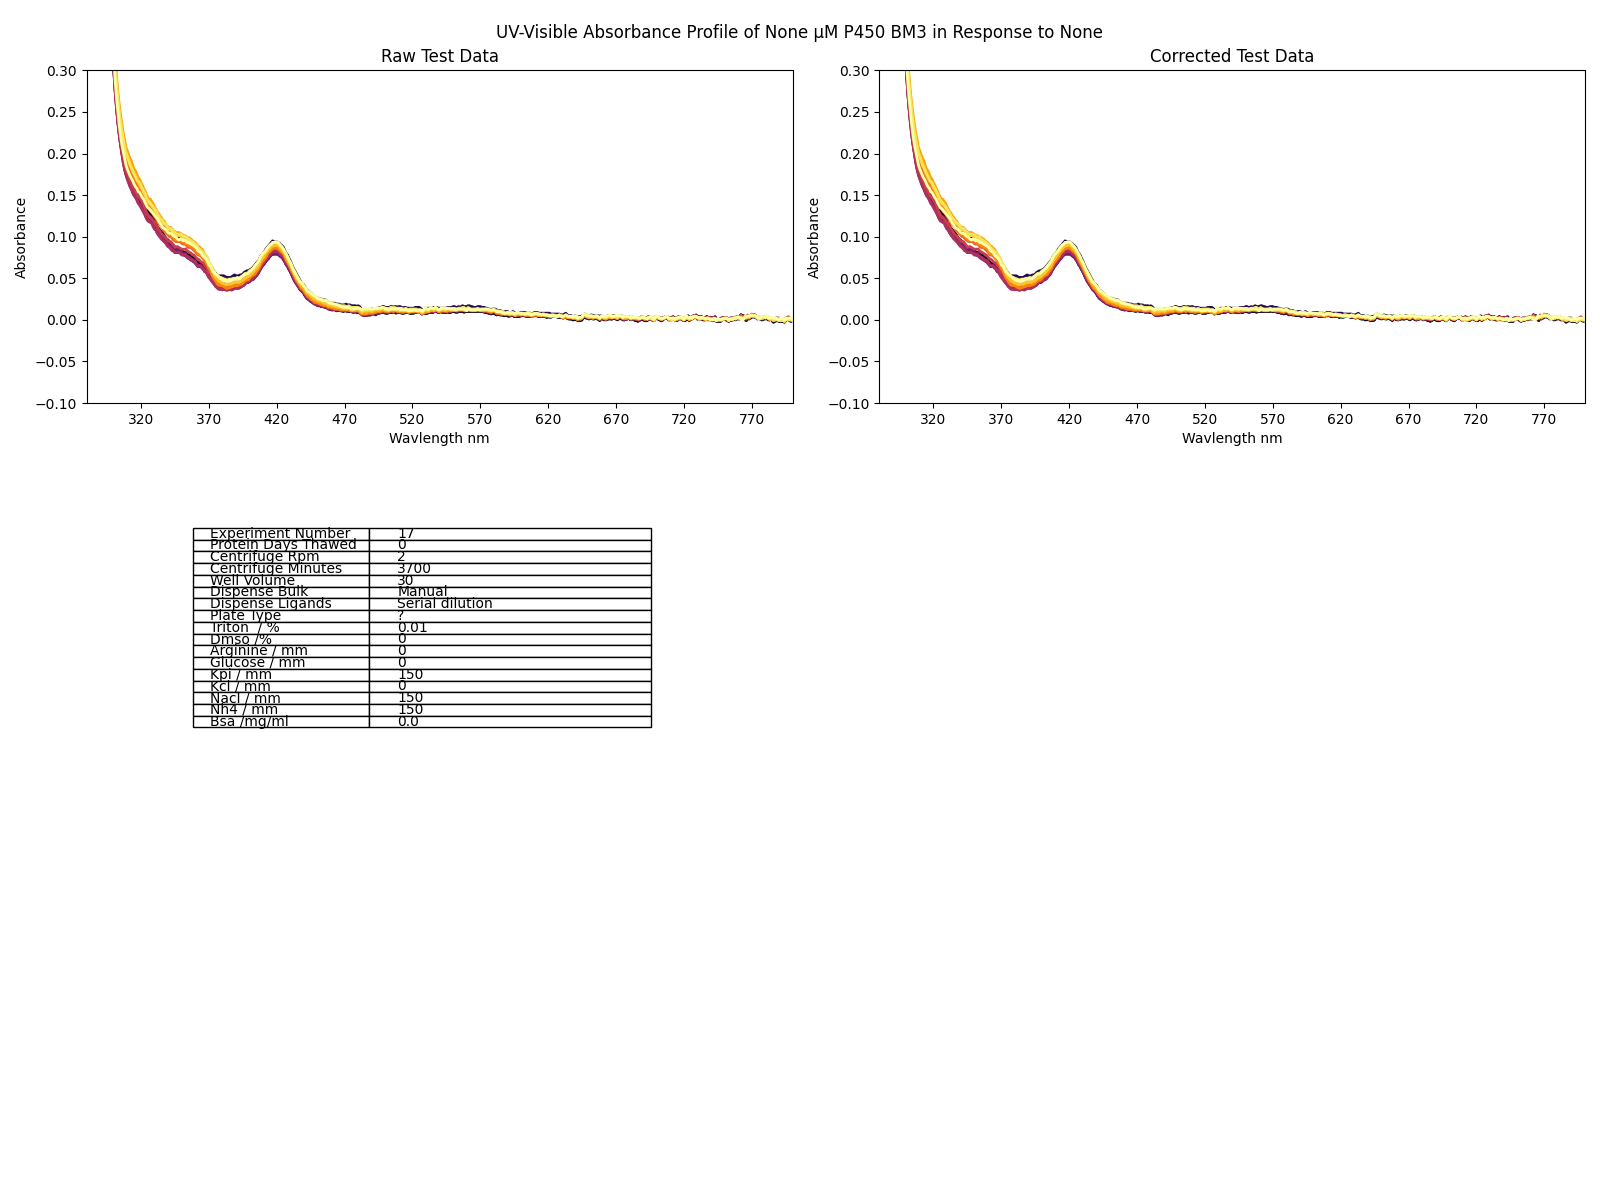 UV-Visible Absorbance Profile of None μM P450 BM3 in Response to None
Raw Test Data
0.30
0.25
0.20
0.15
0.10
0.05
0.00
−0.05
−0.10
Absorbance
320 370 420 470 520 570 620 670 720 770
Wavlength nm
Corrected Test Data
0.30
0.25
0.20
0.15
0.10
0.05
0.00
−0.05
−0.10
Absorbance
320 370 420 470 520 570 620 670 720 770
Wavlength nm
Experiment Number 17
Protein Days Thawed 0
Centrifuge Rpm 2
Centrifuge Minutes 3700
Well Volume 30
Dispense Bulk Manual
Dispense Ligands Serial dilution
Plate Type ?
Triton / % 0.01
Dmso /% 0
Arginine / mm 0
Glucose / mm 0
Kpi / mm 150
Kcl / mm 0
Nacl / mm 150
Nh4 / mm 150
Bsa /mg/ml 0.0